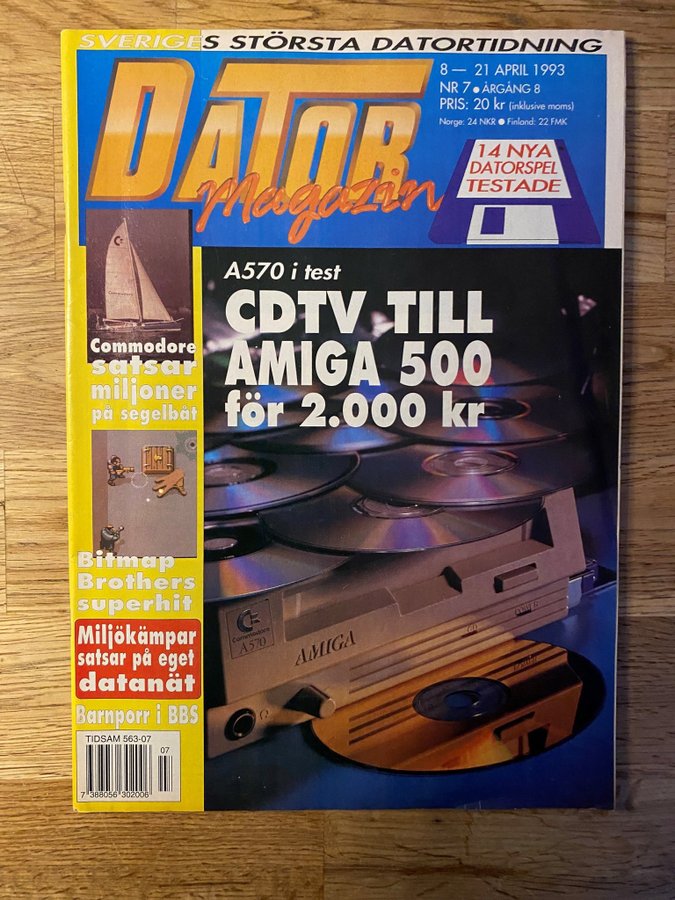 SVERIGES STÖRSTA DATORTIDNING
DATOR
Magazin
8 — 21 APRIL 1993
NR 7 ● ÅRGÅNG 8
PRIS: 20 kr (inklusive moms)
Norge: 24 NKR ● Finland: 22 FMK
14 NYA
DATORSPEL
TESTADE
A570 i test
CDTV TILL
AMIGA 500
för 2.000 kr
Commodore
satsar
miljoner
på segelbåt
Bitmap
Brothers
superhit
Miljökämpar
satsar på eget
datanät
Barnporr i BBS
TIDSAM 563-07
07
7 388056 302006
Commodore
A570
AMIGA
CD
POWER